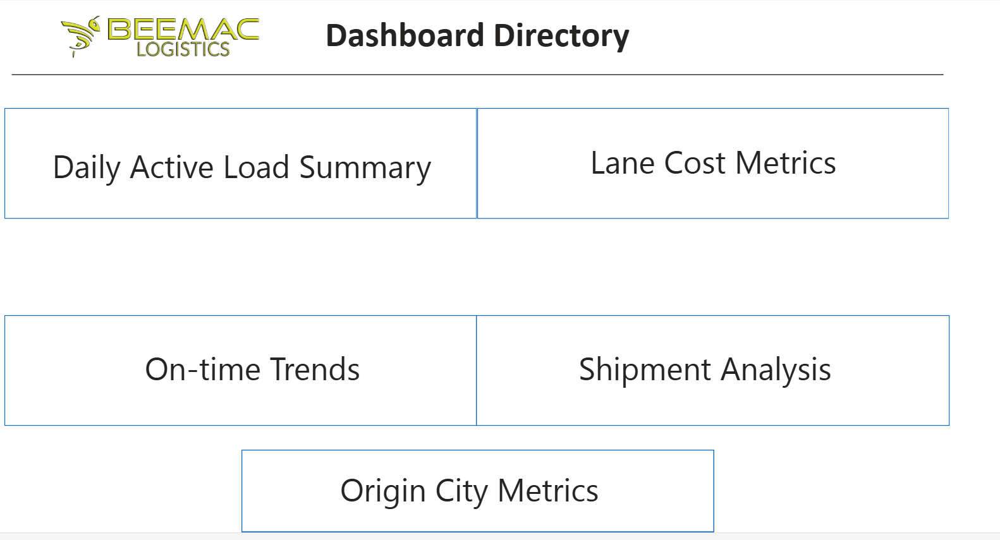 BEEMAC
LOGISTICS
Dashboard Directory
Daily Active Load Summary
Lane Cost Metrics
On-time Trends
Shipment Analysis
Origin City Metrics